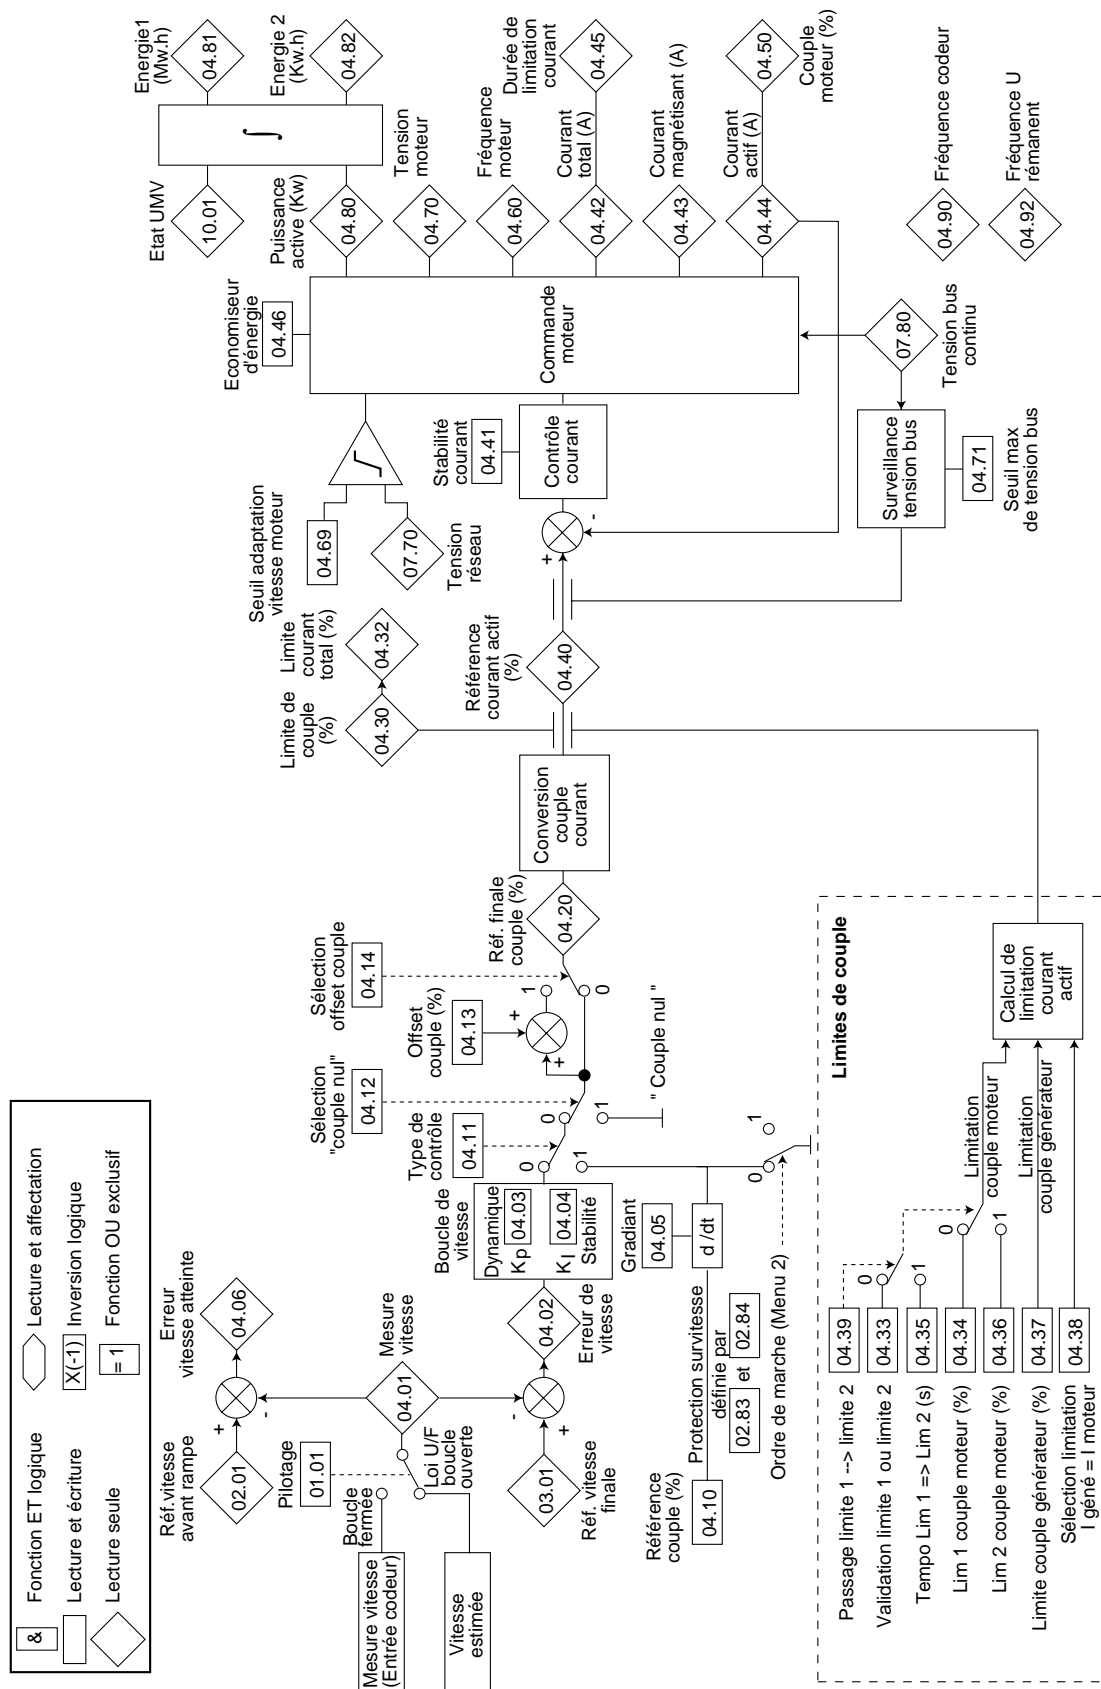 &
Fonction ET logique
Lecture et affectation
Lecture et écriture
X(-1)
Inversion logique
Lecture seule
= 1
Fonction OU exclusif
Réf.vitesse
avant rampe
02.01
+
-
Erreur
vitesse atteinte
04.06
Pilotage
01.01
Mesure
vitesse
04.01
Boucle
fermée
Loi U/F
boucle
ouverte
Mesure vitesse
(Entrée codeur)
Vitesse
estimée
03.01
Réf. vitesse
finale
+
-
04.02
Erreur de
vitesse
Boucle de
vitesse
Dynamique
Kp
04.03
KI
04.04
Stabilité
Type de
contrôle
04.11
0
1
Sélection
"couple nul"
04.12
0
1
" Couple nul "
Offset
couple (%)
04.13
+
+
Sélection
offset couple
04.14
1
0
Réf. finale
couple (%)
04.20
Conversion
couple
courant
Gradiant
04.05
d /dt
Référence
couple (%)
04.10
Protection survitesse
définie par
02.83
et
02.84
Ordre de marche (Menu 2)
0
1
Limite de
couple
(%)
04.30
Limite
courant
total (%)
04.32
Référence
courant actif
(%)
04.40
+
-
Stabilité
courant
04.41
Contrôle
courant
Seuil adaptation
vitesse moteur
04.69
07.70
Tension
réseau
Economiseur
d'énergie
04.46
Commande
moteur
Surveillance
tension bus
04.71
Seuil max
de tension bus
07.80
Tension bus
continu
Etat UMV
10.01
Puissance
active (Kw)
04.80
∫
Energie1
(Mw.h)
04.81
Energie 2
(Kw.h)
04.82
Tension
moteur
04.70
Fréquence
moteur
04.60
Courant
total (A)
04.42
Durée de
limitation
courant
04.45
Courant
magnétisant (A)
04.43
Courant
actif (A)
04.44
04.50
Couple
moteur (%)
04.90
Fréquence codeur
04.92
Fréquence U
rémanent
Limites de couple
Passage limite 1 --> limite 2
04.39
Validation limite 1 ou limite 2
04.33
0
Tempo Lim 1 => Lim 2 (s)
04.35
1
Lim 1 couple moteur (%)
04.34
0
Lim 2 couple moteur (%)
04.36
1
Limite couple générateur (%)
04.37
Sélection limitation
I géné = I moteur
04.38
Limitation
couple moteur
Limitation
couple générateur
Calcul de
limitation
courant
actif